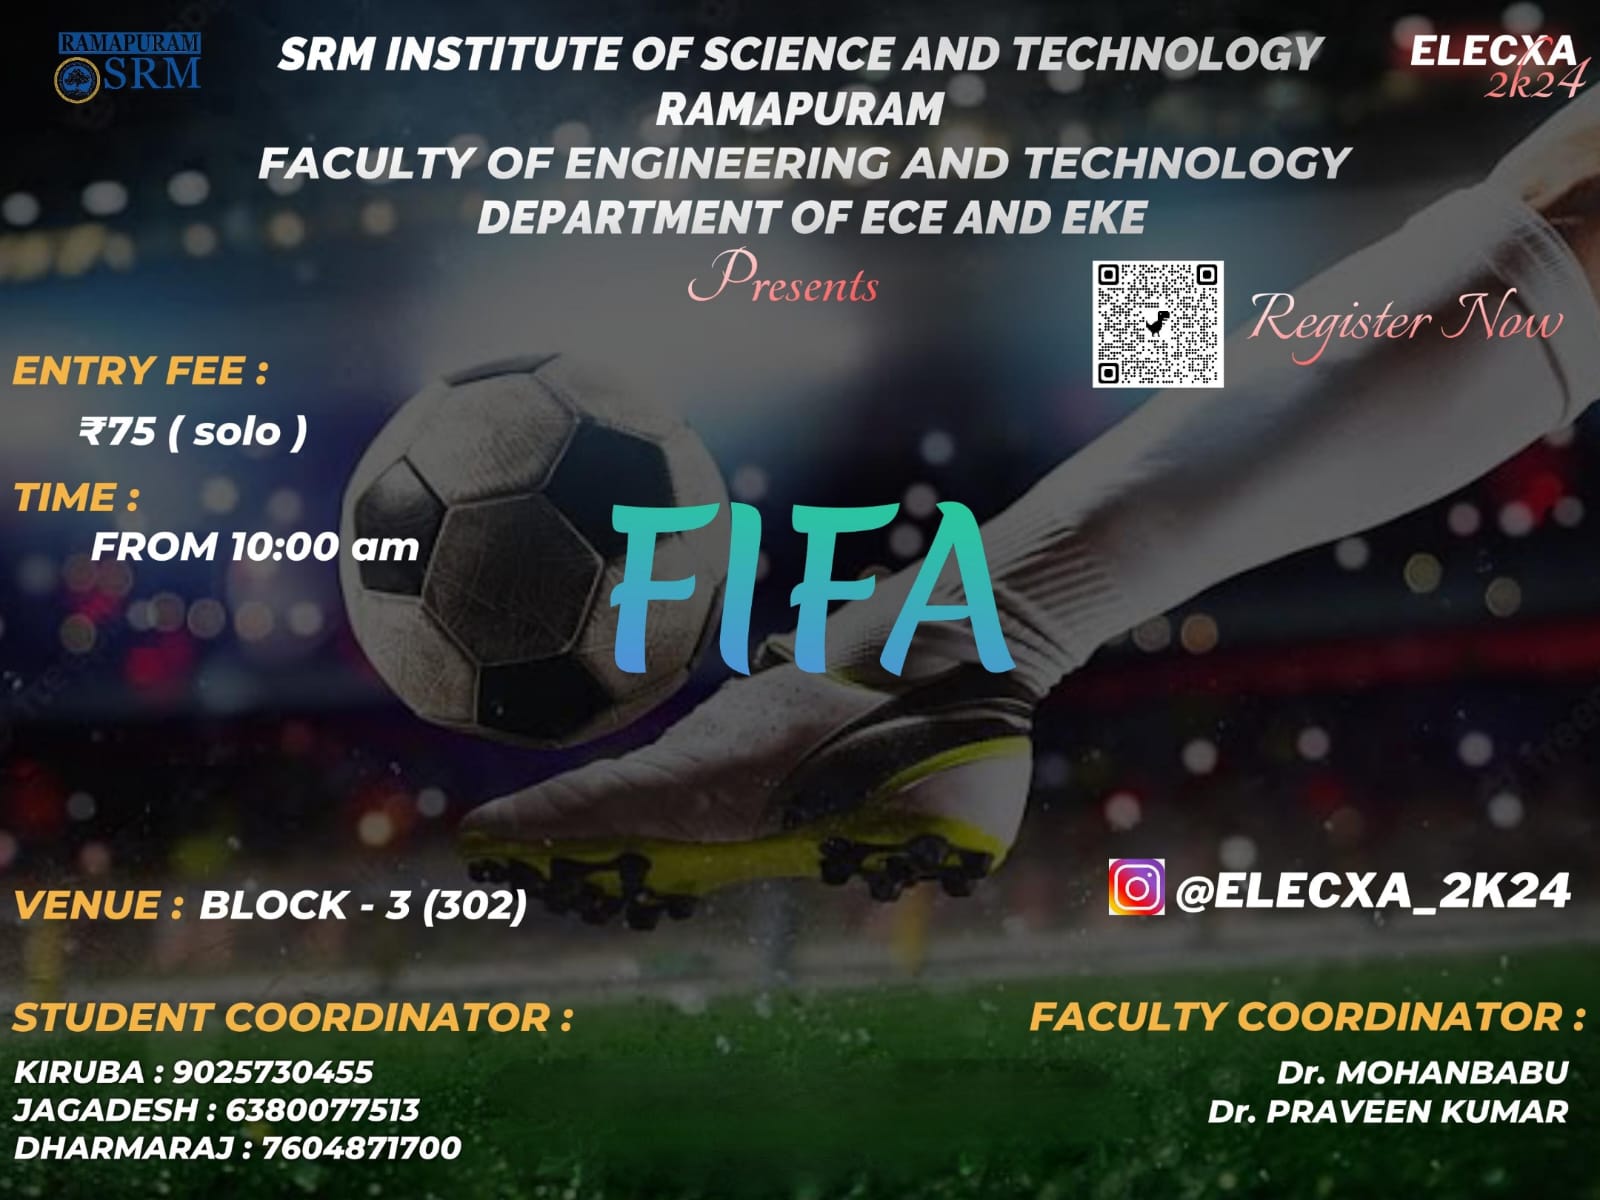 RAMAPURAM
SRM
SRM INSTITUTE OF SCIENCE AND TECHNOLOGY
RAMAPURAM
FACULTY OF ENGINEERING AND TECHNOLOGY
DEPARTMENT OF ECE AND EKE
ELECXA
2k24
Presents
Register Now
ENTRY FEE :
₹75 ( solo )
TIME :
FROM 10:00 am
FIFA
VENUE : BLOCK - 3 (302)
@ELECXA_2K24
STUDENT COORDINATOR :
KIRUBA : 9025730455
JAGADESH : 6380077513
DHARMARAJ : 7604871700
FACULTY COORDINATOR :
Dr. MOHANBABU
Dr. PRAVEEN KUMAR